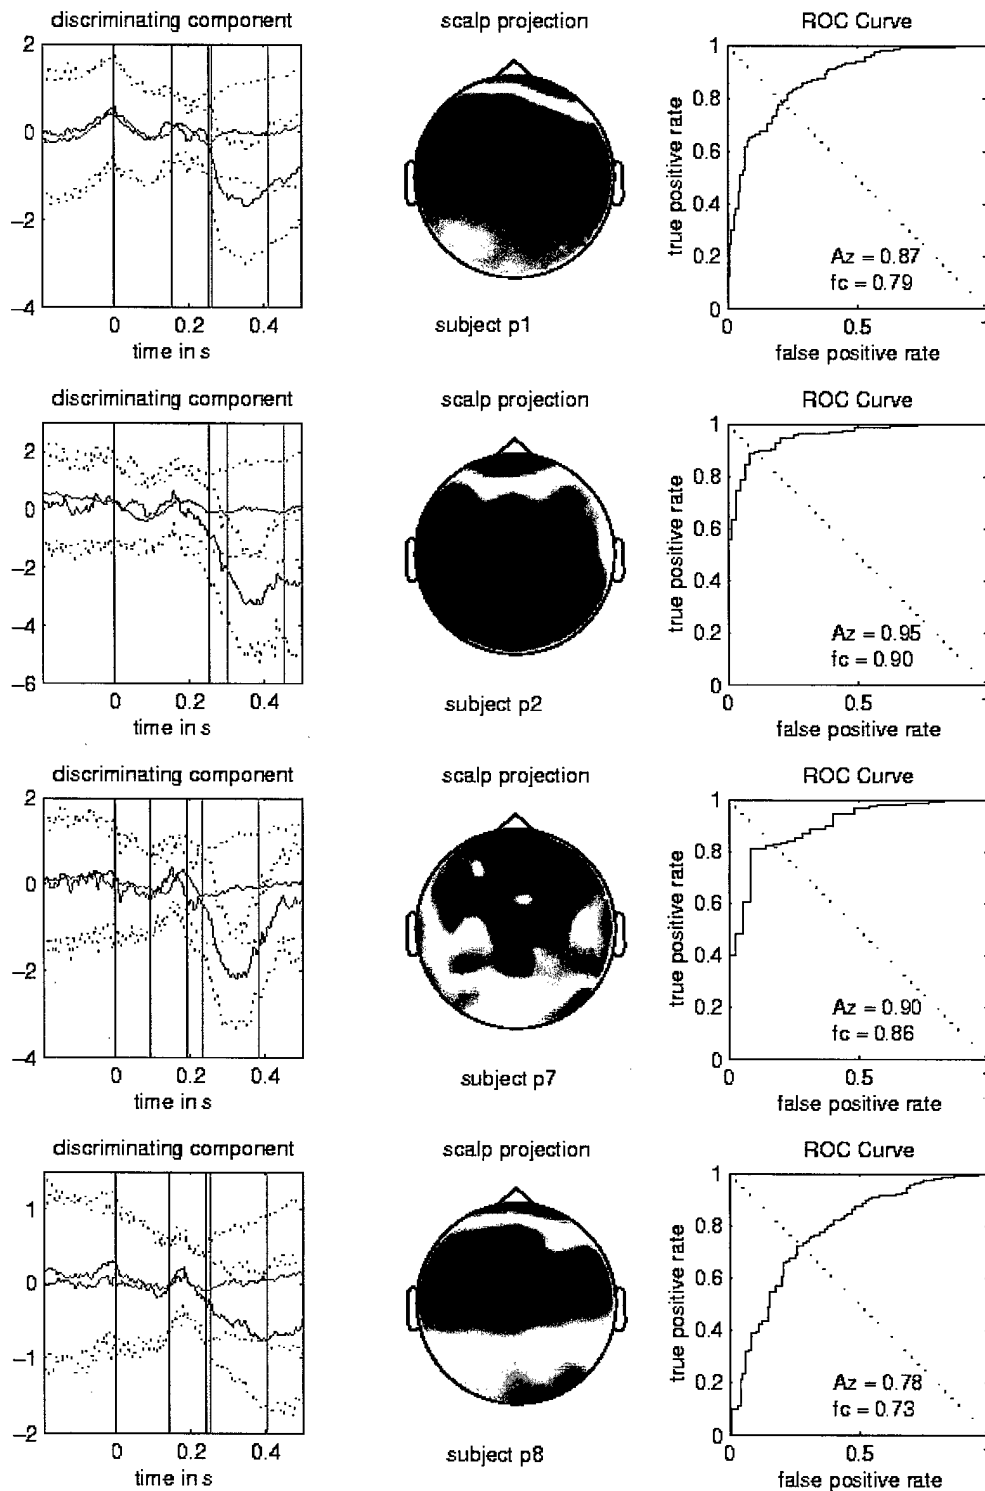 discriminating component
scalp projection
ROC Curve
2
0
−2
−4
0
0.2
0.4
time in s
subject p1
true positive rate
1
0.8
0.6
0.4
0.2
0
Az = 0.87
fc = 0.79
0
0.5
1
false positive rate
discriminating component
scalp projection
ROC Curve
2
0
−2
−4
−6
0
0.2
0.4
time in s
subject p2
true positive rate
1
0.8
0.6
0.4
0.2
0
Az = 0.95
fc = 0.90
0
0.5
1
false positive rate
discriminating component
scalp projection
ROC Curve
2
0
−2
−4
0
0.2
0.4
time in s
subject p7
true positive rate
1
0.8
0.6
0.4
0.2
0
Az = 0.90
fc = 0.86
0
0.5
1
false positive rate
discriminating component
scalp projection
ROC Curve
1
0
−1
−2
0
0.2
0.4
time in s
subject p8
true positive rate
1
0.8
0.6
0.4
0.2
0
Az = 0.78
fc = 0.73
0
0.5
1
false positive rate